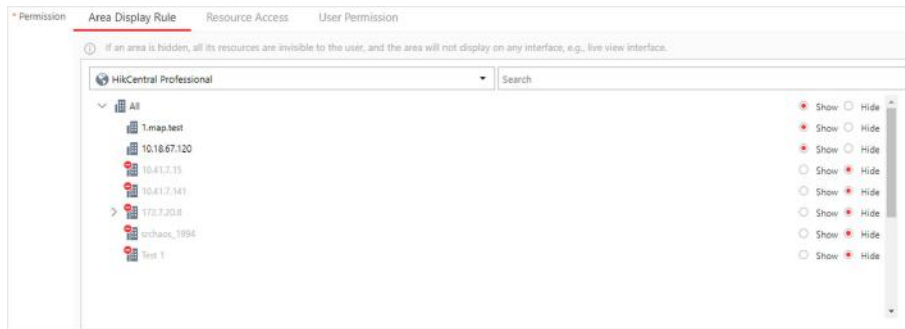 * Permission Area Display Rule Resource Access User Permission
If an area is hidden, all its resources are invisible to the user, and the area will not display on any interface, e.g., live view interface.
HikCentral Professional Search
All Show Hide
1.map.test Show Hide
10.18.67.120 Show Hide
10.41.7.15 Show Hide
10.41.7.141 Show Hide
172.7.20.8 Show Hide
srchaos_1994 Show Hide
Test 1 Show Hide